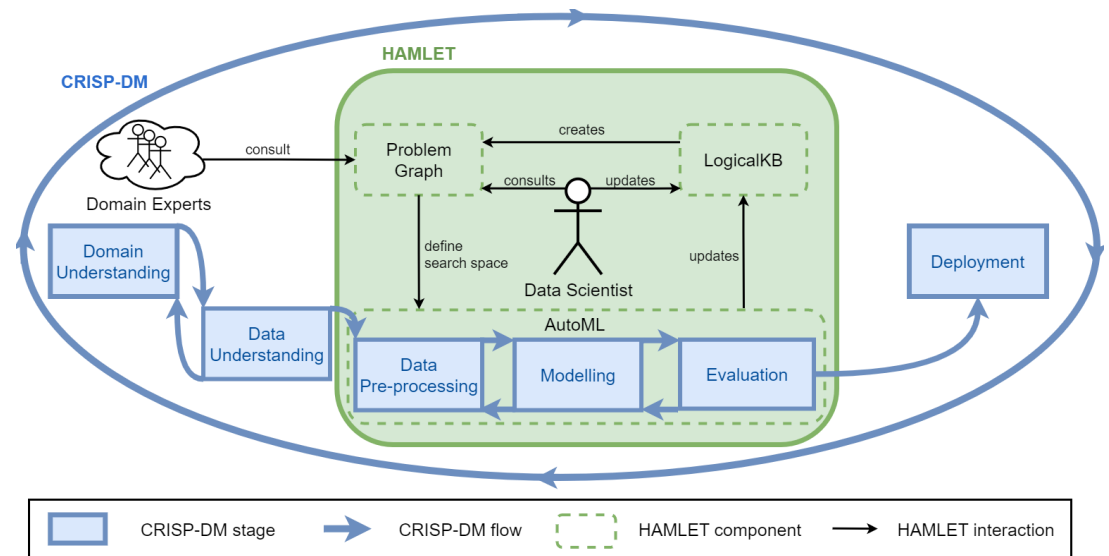 HAMLET
CRISP-DM
creates
consult
Problem
Graph
LogicalKB
consults
updates
Domain Experts
define
search space
updates
Domain
Understanding
Deployment
Data Scientist
AutoML
Data
Understanding
Data
Pre-processing
Modelling
Evaluation
CRISP-DM stage
CRISP-DM flow
HAMLET component
HAMLET interaction